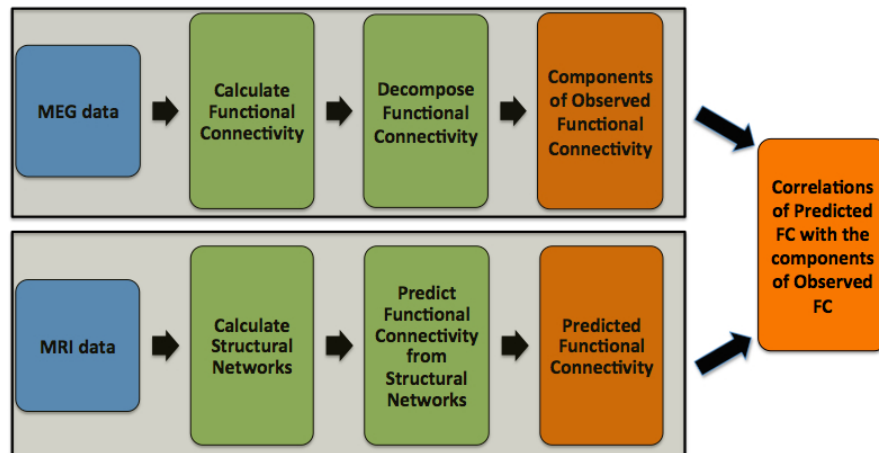 MEG data
Calculate
Functional
Connectivity
Decompose
Functional
Connectivity
Components
of Observed
Functional
Connectivity
MRI data
Calculate
Structural
Networks
Predict
Functional
Connectivity
from
Structural
Networks
Predicted
Functional
Connectivity
Correlations
of Predicted
FC with the
components
of Observed
FC